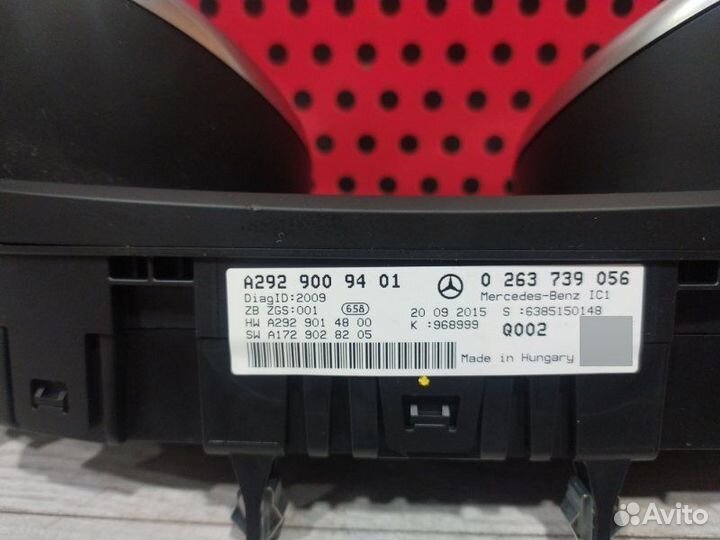 A292 900 94 01
0 263 739 056
DiagID:2009
Mercedes-Benz IC1
ZB ZGS:001
658
20 09 2015
S :6385150148
HW A292 901 48 00
K :968999
Q002
SW A172 902 82 05
Made in Hungary
Avito